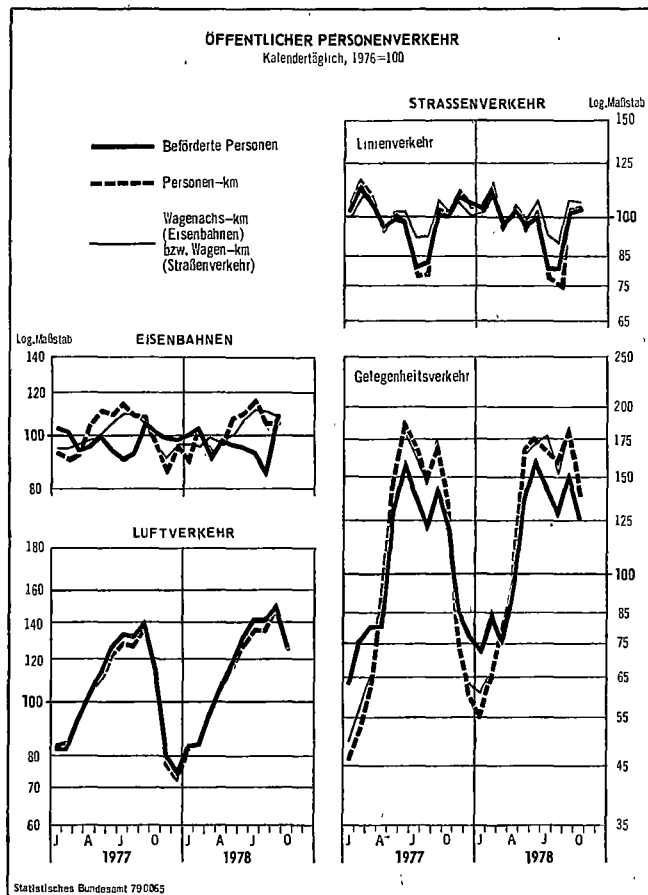 ÖFFENTLICHER PERSONENVERKEHR
Kalendertäglich, 1976=100
STRASSENVERKEHR
Log.Maßstab
Beförderte Personen
Personen-km
Wagenachs-km
(Eisenbahnen)
bzw. Wagen-km
(Straßenverkehr)
Linienverkehr
150
125
100
85
75
65
Log.Maßstab
EISENBAHNEN
140
120
100
80
Gelegenheitsverkehr
250
200
175
150
125
100
85
75
65
55
45
35
LUFTVERKEHR
180
160
140
120
100
80
70
60
J A J O J A J O
1977 1978
J A J O J A J O
1977 1978
Statistisches Bundesamt 790065